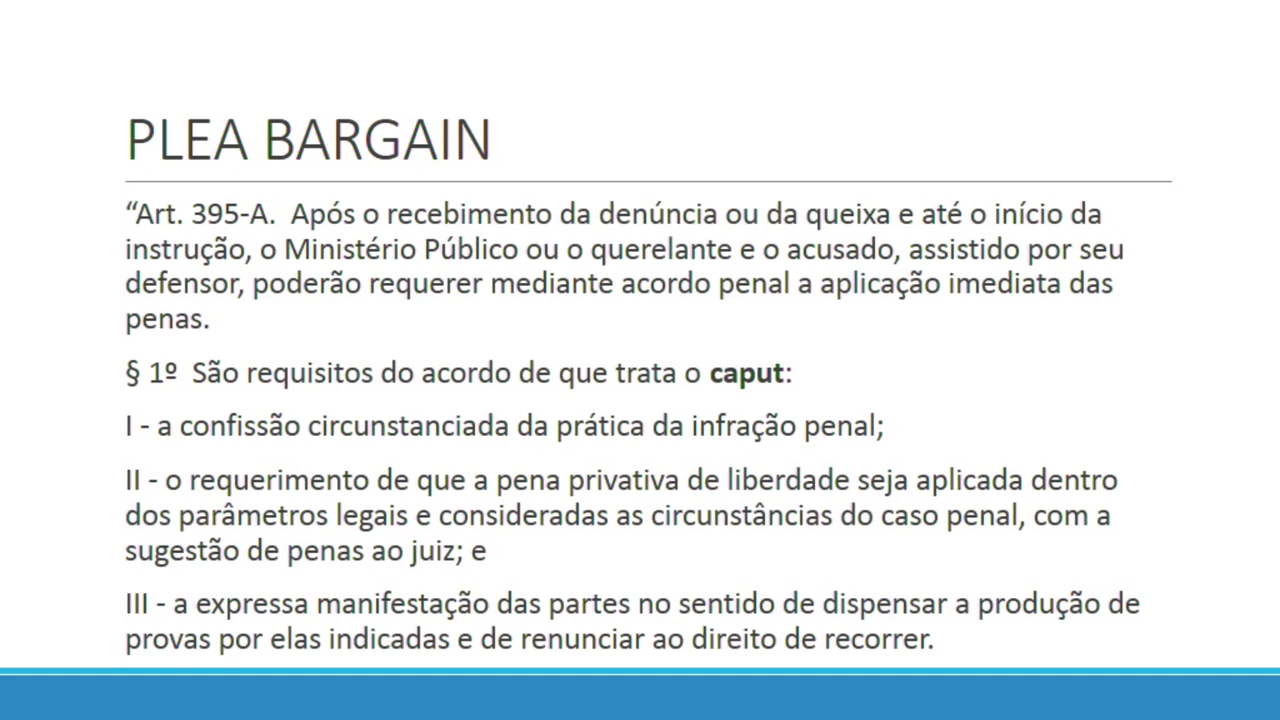 PLEA BARGAIN
“Art. 395-A.  Após o recebimento da denúncia ou da queixa e até o início da
instrução, o Ministério Público ou o querelante e o acusado, assistido por seu
defensor, poderão requerer mediante acordo penal a aplicação imediata das
penas.
§ 1º  São requisitos do acordo de que trata o caput:
I - a confissão circunstanciada da prática da infração penal;
II - o requerimento de que a pena privativa de liberdade seja aplicada dentro
dos parâmetros legais e consideradas as circunstâncias do caso penal, com a
sugestão de penas ao juiz; e
III - a expressa manifestação das partes no sentido de dispensar a produção de
provas por elas indicadas e de renunciar ao direito de recorrer.